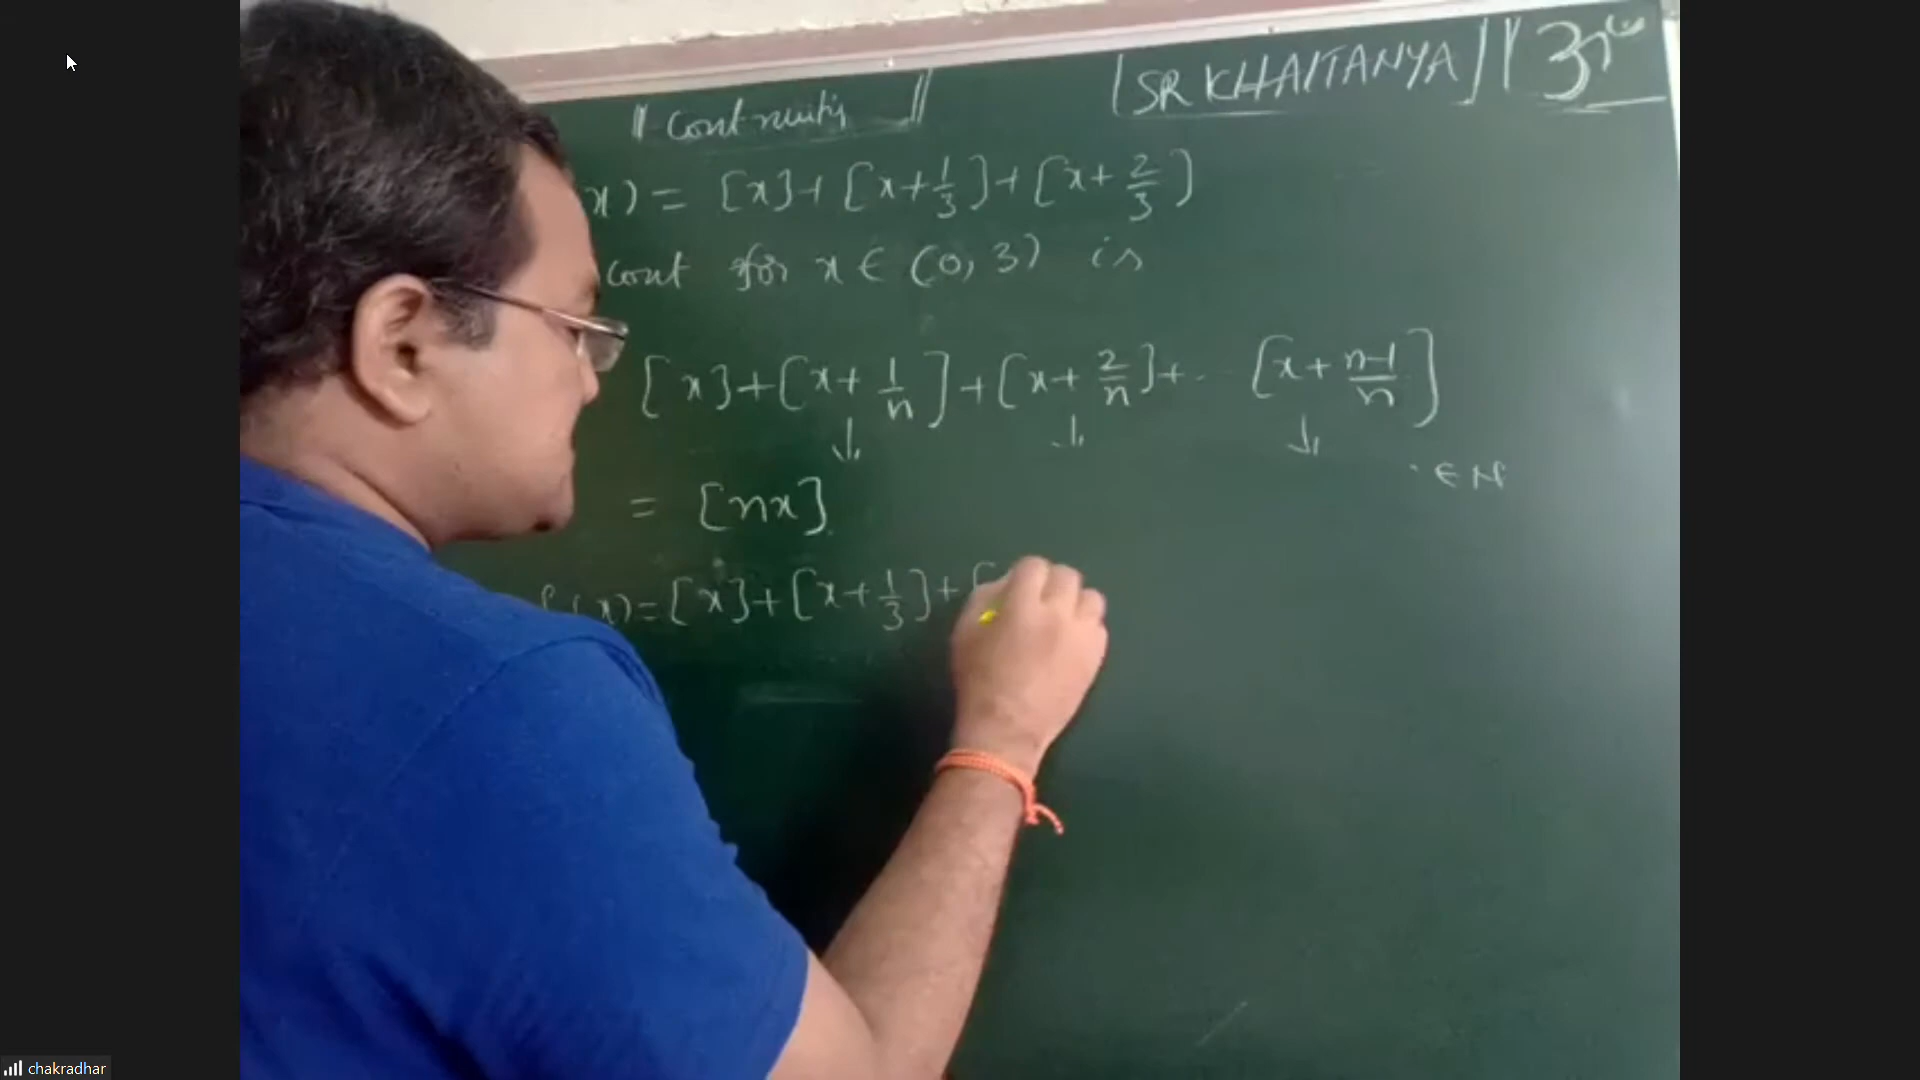 || Continuity ||
|SR KHAITANYA|
x) = [x]+[x+1/3]+[x+2/3]
cont for x ∈ (0, 3) is
[x]+[x+1/n]+[x+2/n]+.. [x+n-1/n]
∈ N
= [nx]
f(x)=[x]+[x+1/3]+[
chakradhar